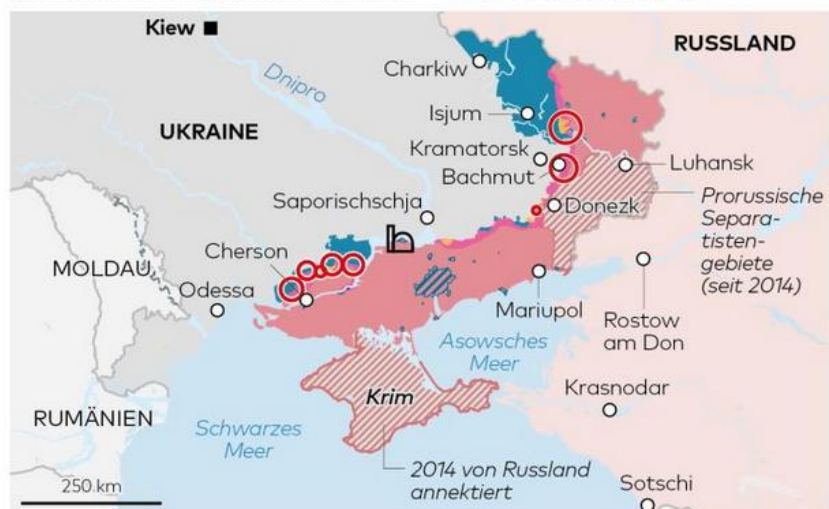 Kiew
RUSSLAND
Charkiw
Dnipro
Isjum
UKRAINE
Kramatorsk
Bachmut
Luhansk
Saporischschja
Donezk
Prorussische
Separa-
tisten-
gebiete
(seit 2014)
Cherson
MOLDAU
Odessa
Mariupol
Rostow
am Don
Asowsches
Meer
Krim
Krasnodar
RUMÄNIEN
Schwarzes
Meer
2014 von Russland
annektiert
250 km
Sotschi